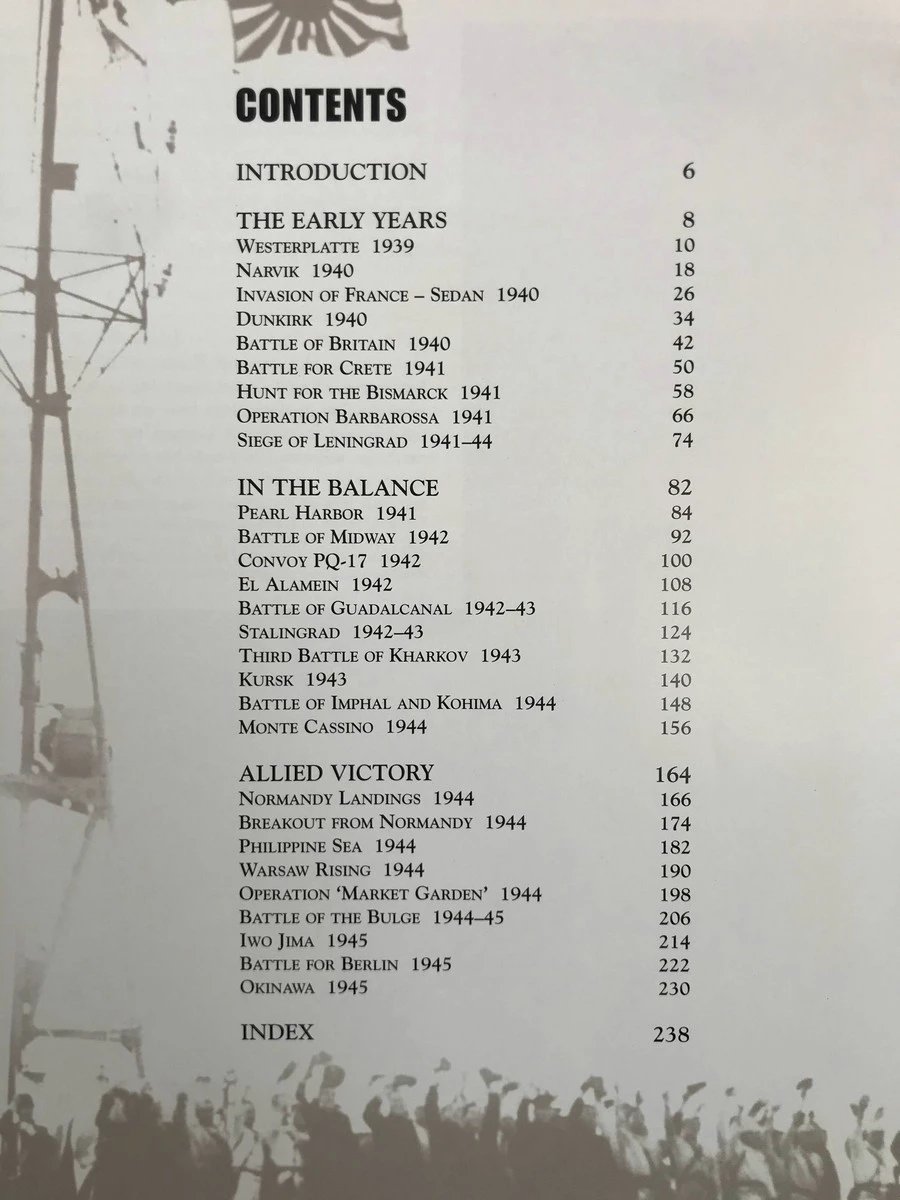 CONTENTS
INTRODUCTION 6
THE EARLY YEARS 8
WESTERPLATTE 1939 10
NARVIK 1940 18
INVASION OF FRANCE – SEDAN 1940 26
DUNKIRK 1940 34
BATTLE OF BRITAIN 1940 42
BATTLE FOR CRETE 1941 50
HUNT FOR THE BISMARCK 1941 58
OPERATION BARBAROSSA 1941 66
SIEGE OF LENINGRAD 1941–44 74
IN THE BALANCE 82
PEARL HARBOR 1941 84
BATTLE OF MIDWAY 1942 92
CONVOY PQ-17 1942 100
EL ALAMEIN 1942 108
BATTLE OF GUADALCANAL 1942–43 116
STALINGRAD 1942–43 124
THIRD BATTLE OF KHARKOV 1943 132
KURSK 1943 140
BATTLE OF IMPHAL AND KOHIMA 1944 148
MONTE CASSINO 1944 156
ALLIED VICTORY 164
NORMANDY LANDINGS 1944 166
BREAKOUT FROM NORMANDY 1944 174
PHILIPPINE SEA 1944 182
WARSAW RISING 1944 190
OPERATION ‘MARKET GARDEN’ 1944 198
BATTLE OF THE BULGE 1944–45 206
IWO JIMA 1945 214
BATTLE FOR BERLIN 1945 222
OKINAWA 1945 230
INDEX 238